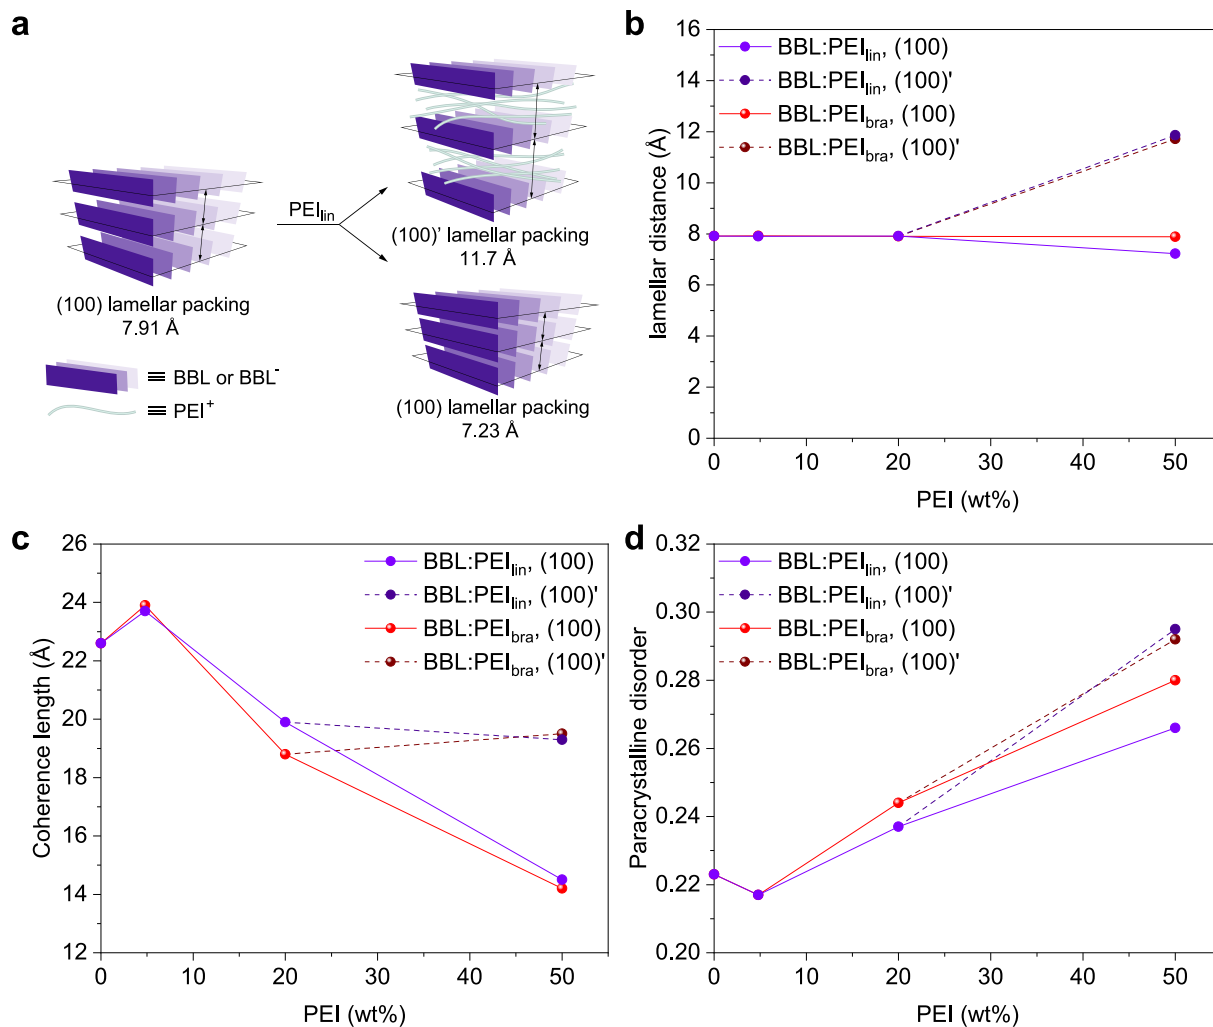 a
PEIlin
(100)' lamellar packing
11.7 Å
(100) lamellar packing
7.91 Å
(100) lamellar packing
7.23 Å
≡ BBL or BBL-
≡ PEI+
b
BBL:PEIlin, (100)
BBL:PEIlin, (100)'
BBL:PEIbra, (100)
BBL:PEIbra, (100)'
lamellar distance (Å)
16
14
12
10
8
6
4
2
0
0 10 20 30 40 50
PEI (wt%)
c
BBL:PEIlin, (100)
BBL:PEIlin, (100)'
BBL:PEIbra, (100)
BBL:PEIbra, (100)'
Coherence length (Å)
26
24
22
20
18
16
14
12
0 10 20 30 40 50
PEI (wt%)
d
BBL:PEIlin, (100)
BBL:PEIlin, (100)'
BBL:PEIbra, (100)
BBL:PEIbra, (100)'
Paracrystalline disorder
0.32
0.30
0.28
0.26
0.24
0.22
0.20
0 10 20 30 40 50
PEI (wt%)